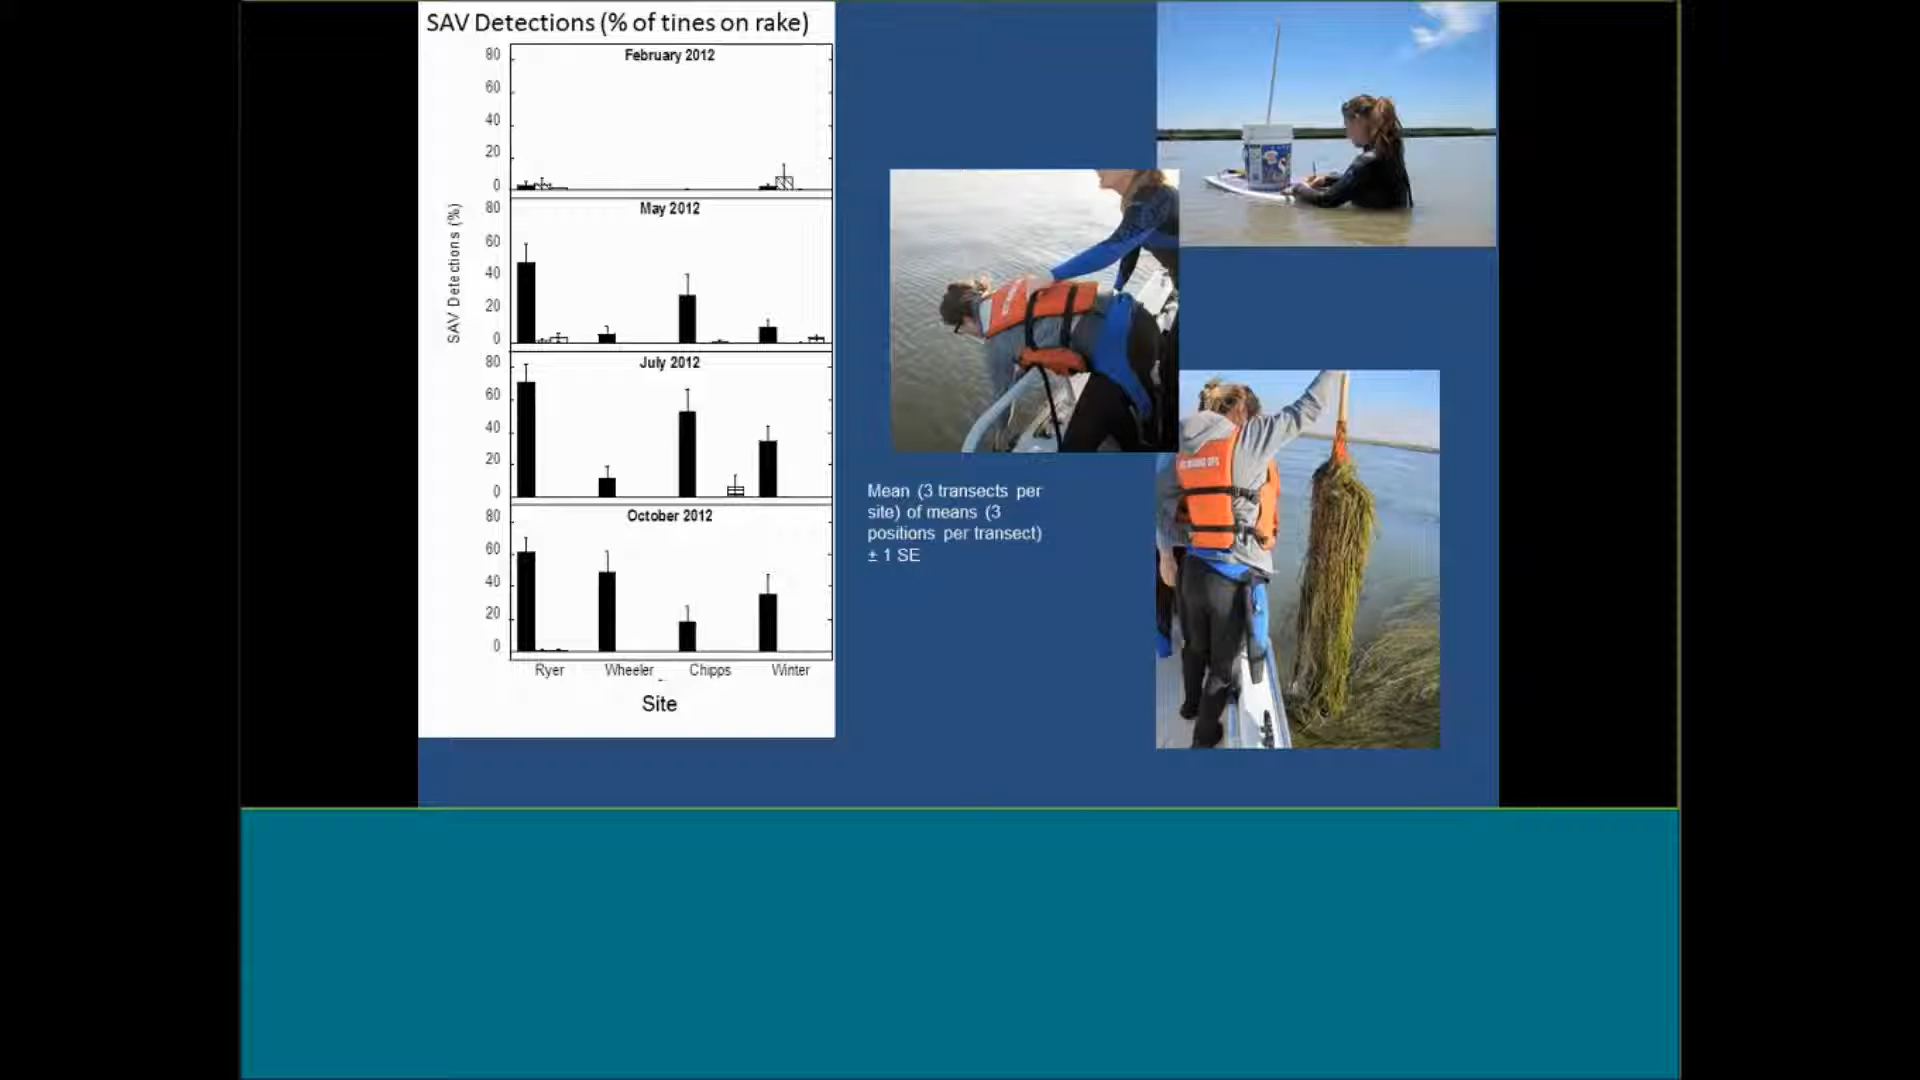 SAV Detections (% of tines on rake)
SAV Detections (%)
February 2012
80
60
40
20
0
May 2012
80
60
40
20
0
July 2012
80
60
40
20
0
October 2012
80
60
40
20
0
Ryer Wheeler Chipps Winter
Site
Mean (3 transects per
site) of means (3
positions per transect)
± 1 SE